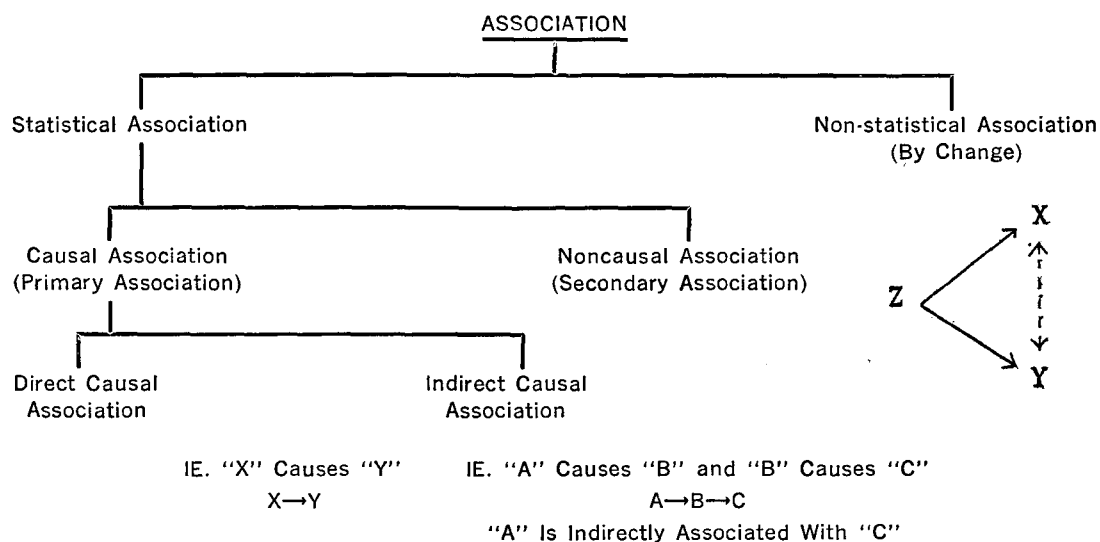 ASSOCIATION
Statistical Association
Non-statistical Association
(By Change)
Causal Association
(Primary Association)
Noncausal Association
(Secondary Association)
X
Z
Y
Direct Causal
Association
Indirect Causal
Association
IE. "X" Causes "Y"
X→Y
IE. "A" Causes "B" and "B" Causes "C"
A→B→C
"A" Is Indirectly Associated With "C"